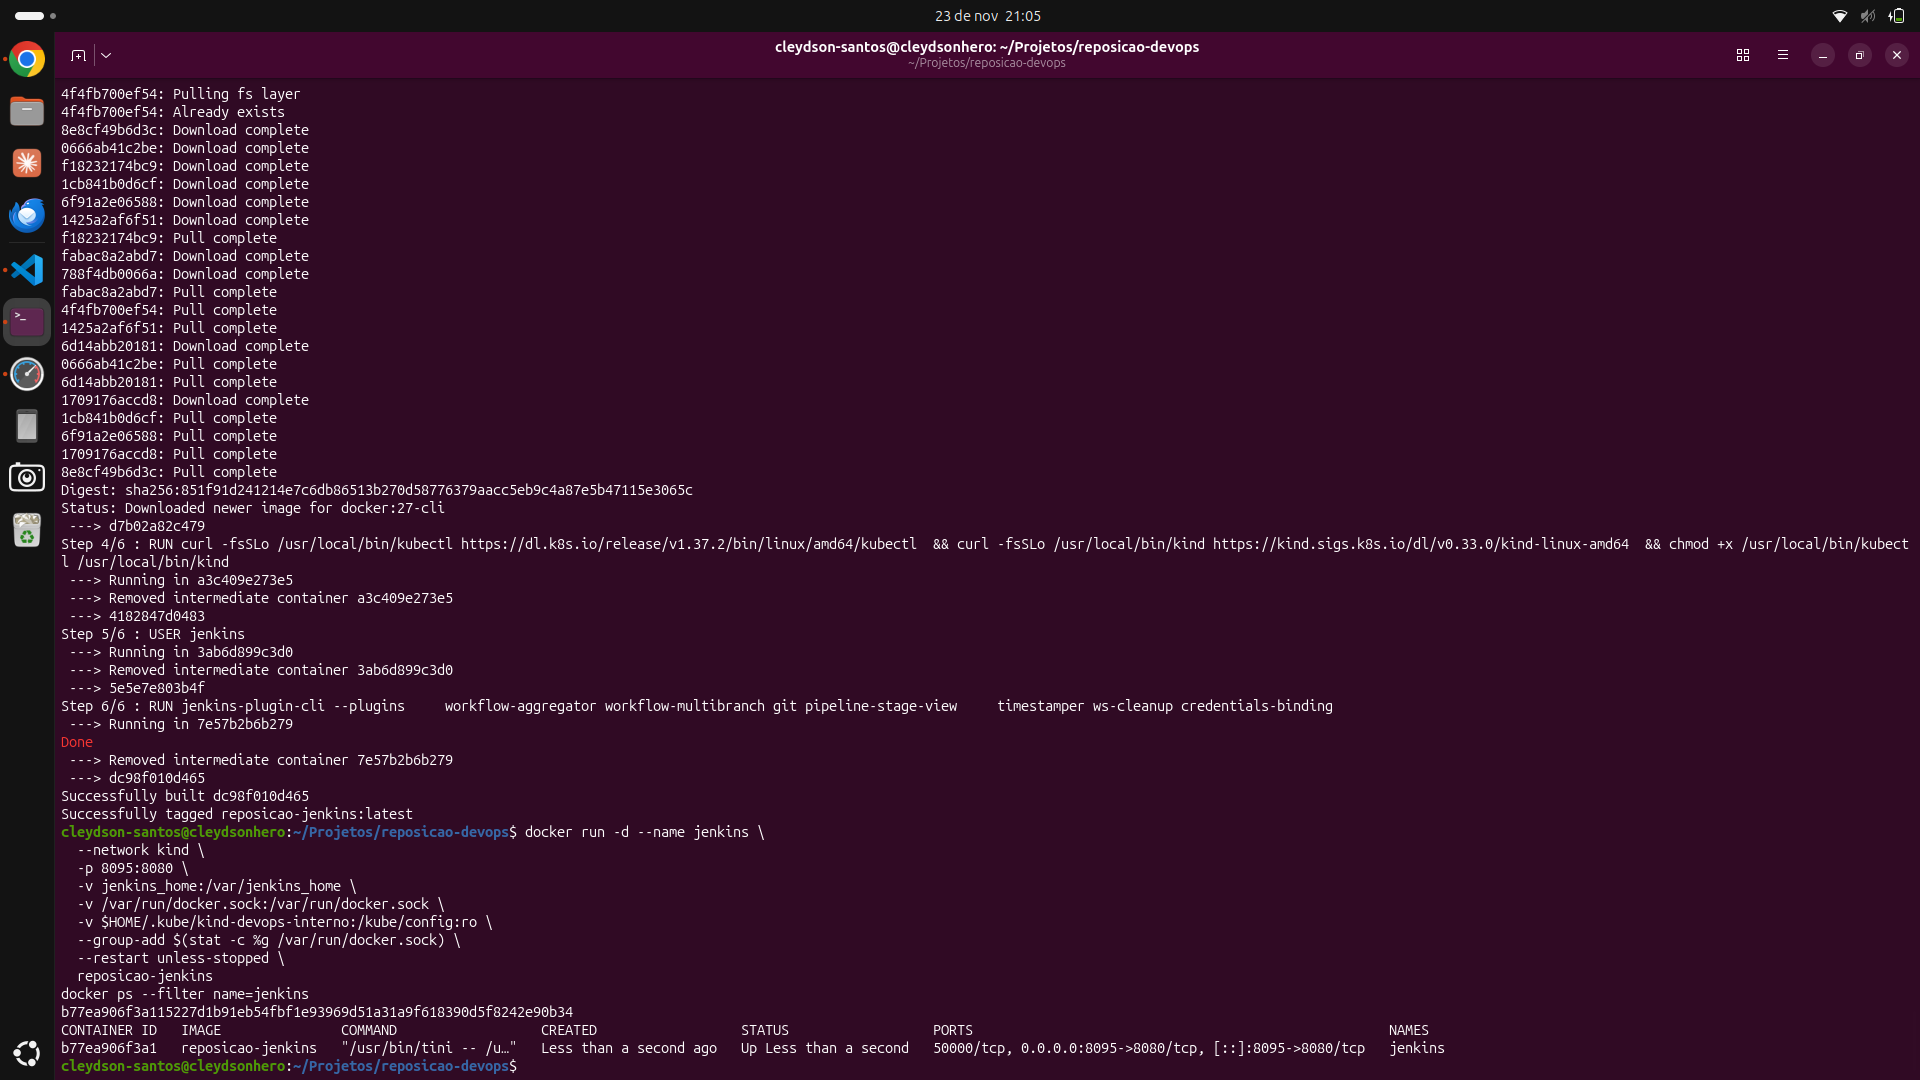 23 de nov  21:05
cleydson-santos@cleydsonhero: ~/Projetos/reposicao-devops
~/Projetos/reposicao-devops
4f4fb700ef54: Pulling fs layer
4f4fb700ef54: Already exists
8e8cf49b6d3c: Download complete
0666ab41c2be: Download complete
f18232174bc9: Download complete
1cb841b0d6cf: Download complete
6f91a2e06588: Download complete
1425a2af6f51: Download complete
f18232174bc9: Pull complete
fabac8a2abd7: Download complete
788f4db0066a: Download complete
fabac8a2abd7: Pull complete
4f4fb700ef54: Pull complete
1425a2af6f51: Pull complete
6d14abb20181: Download complete
0666ab41c2be: Pull complete
6d14abb20181: Pull complete
1709176accd8: Download complete
1cb841b0d6cf: Pull complete
6f91a2e06588: Pull complete
1709176accd8: Pull complete
8e8cf49b6d3c: Pull complete
Digest: sha256:851f91d241214e7c6db86513b270d58776379aacc5eb9c4a87e5b47115e3065c
Status: Downloaded newer image for docker:27-cli
 ---> d7b02a82c479
Step 4/6 : RUN curl -fsSLo /usr/local/bin/kubectl https://dl.k8s.io/release/v1.37.2/bin/linux/amd64/kubectl  && curl -fsSLo /usr/local/bin/kind https://kind.sigs.k8s.io/dl/v0.33.0/kind-linux-amd64  && chmod +x /usr/local/bin/kubect
l /usr/local/bin/kind
 ---> Running in a3c409e273e5
 ---> Removed intermediate container a3c409e273e5
 ---> 4182847d0483
Step 5/6 : USER jenkins
 ---> Running in 3ab6d899c3d0
 ---> Removed intermediate container 3ab6d899c3d0
 ---> 5e5e7e803b4f
Step 6/6 : RUN jenkins-plugin-cli --plugins     workflow-aggregator workflow-multibranch git pipeline-stage-view     timestamper ws-cleanup credentials-binding
 ---> Running in 7e57b2b6b279
Done
 ---> Removed intermediate container 7e57b2b6b279
 ---> dc98f010d465
Successfully built dc98f010d465
Successfully tagged reposicao-jenkins:latest
cleydson-santos@cleydsonhero:~/Projetos/reposicao-devops$ docker run -d --name jenkins \
  --network kind \
  -p 8095:8080 \
  -v jenkins_home:/var/jenkins_home \
  -v /var/run/docker.sock:/var/run/docker.sock \
  -v $HOME/.kube/kind-devops-interno:/kube/config:ro \
  --group-add $(stat -c %g /var/run/docker.sock) \
  --restart unless-stopped \
  reposicao-jenkins
docker ps --filter name=jenkins
b77ea906f3a115227d1b91eb54fbf1e93969d51a31a9f618390d5f8242e90b34
CONTAINER ID   IMAGE               COMMAND                  CREATED                  STATUS                  PORTS                                                    NAMES
b77ea906f3a1   reposicao-jenkins   "/usr/bin/tini -- /u…"   Less than a second ago   Up Less than a second   50000/tcp, 0.0.0.0:8095->8080/tcp, [::]:8095->8080/tcp   jenkins
cleydson-santos@cleydsonhero:~/Projetos/reposicao-devops$